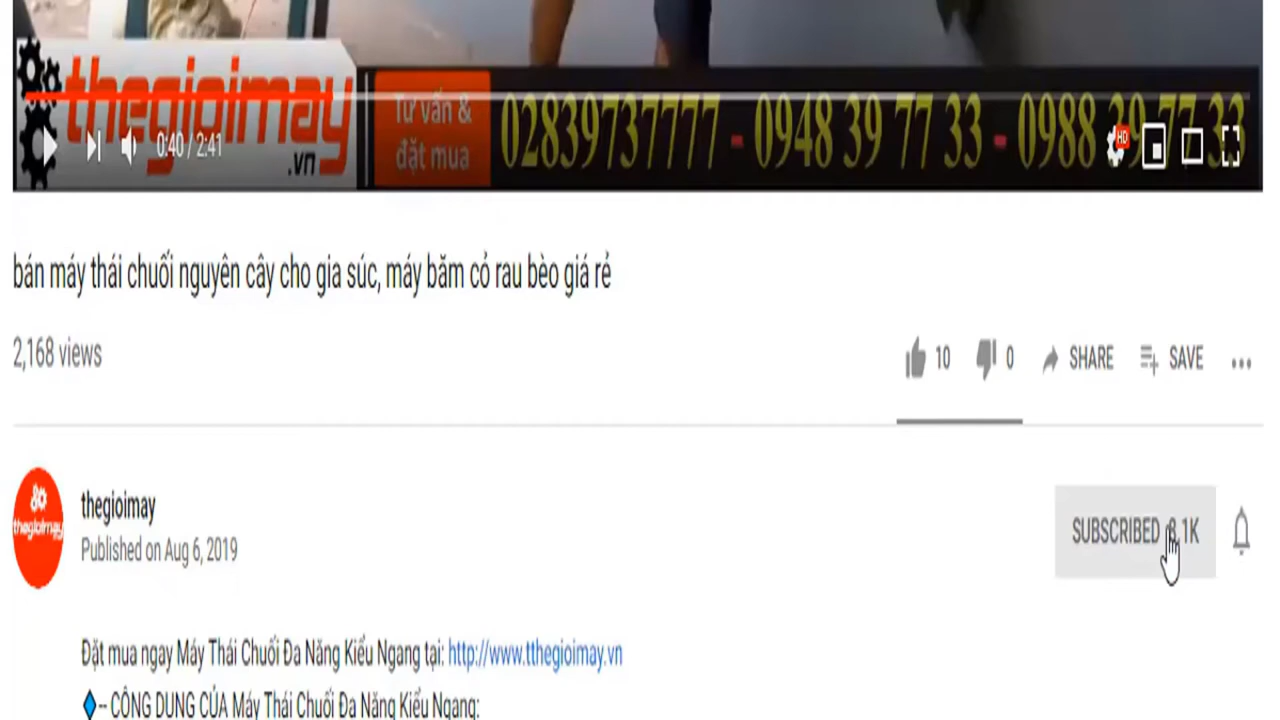 thegioimay
.vn
Tư vấn &
đặt mua
02839737777 - 0948 39 77 33 - 0988 39 77 33
HD
0:40 / 2:41
bán máy thái chuối nguyên cây cho gia súc, máy băm cỏ rau bèo giá rẻ
2,168 views
10
0
SHARE
SAVE
thegioimay
thegioimay
Published on Aug 6, 2019
SUBSCRIBED
Đặt mua ngay Máy Thái Chuối Đa Năng Kiểu Ngang tại: http://www.tthegioimay.vn
-- CÔNG DỤNG CỦA Máy Thái Chuối Đa Năng Kiểu Ngang: